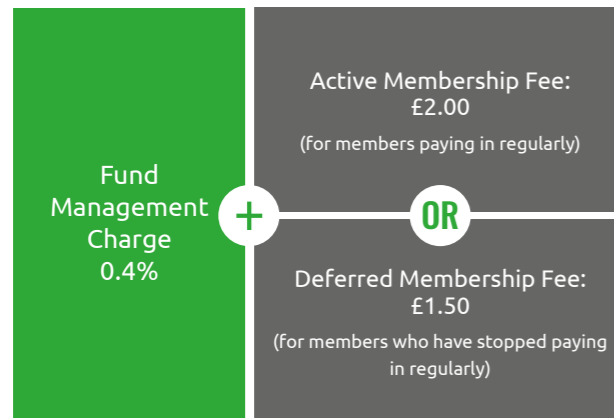 Fund
Management
Charge
0.4%
+
Active Membership Fee:
£2.00
(for members paying in regularly)
OR
Deferred Membership Fee:
£1.50
(for members who have stopped paying
in regularly)